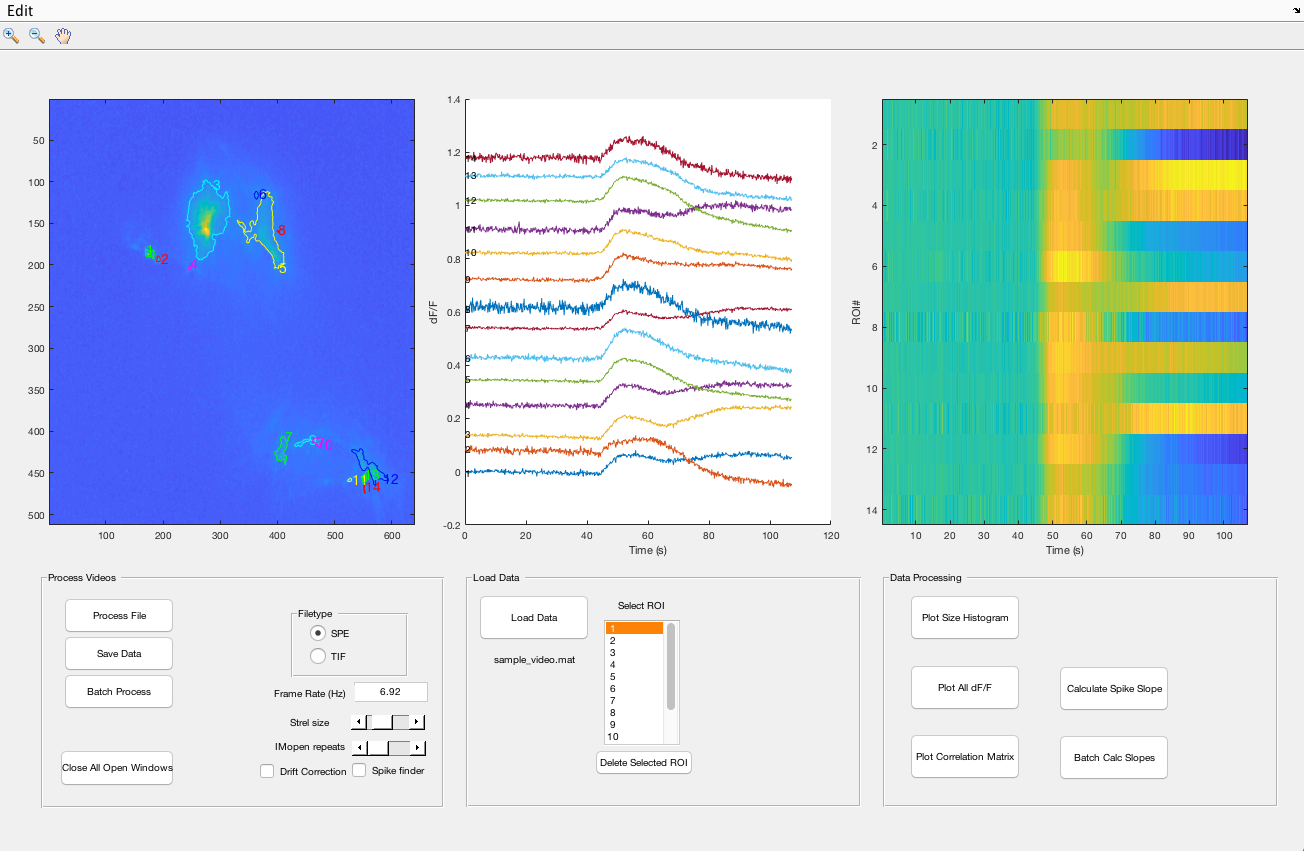 Edit
50
100
150
200
250
300
350
400
450
500
100
200
300
400
500
600
3
6
8
5
2
7
12
14
1.4
1.2
1
0.8
0.6
0.4
0.2
0
-0.2
dF/F
13
12
10
0
20
40
60
80
100
120
Time (s)
2
4
6
8
10
12
14
ROI#
10
20
30
40
50
60
70
80
90
100
Time (s)
Process Videos
Process File
Save Data
Batch Process
Close All Open Windows
Filetype
SPE
TIF
Frame Rate (Hz)
6.92
Strel size
IMopen repeats
Drift Correction
Spike finder
Load Data
Load Data
sample_video.mat
Select ROI
1
2
3
4
5
6
7
8
9
10
Delete Selected ROI
Data Processing
Plot Size Histogram
Plot All dF/F
Calculate Spike Slope
Plot Correlation Matrix
Batch Calc Slopes